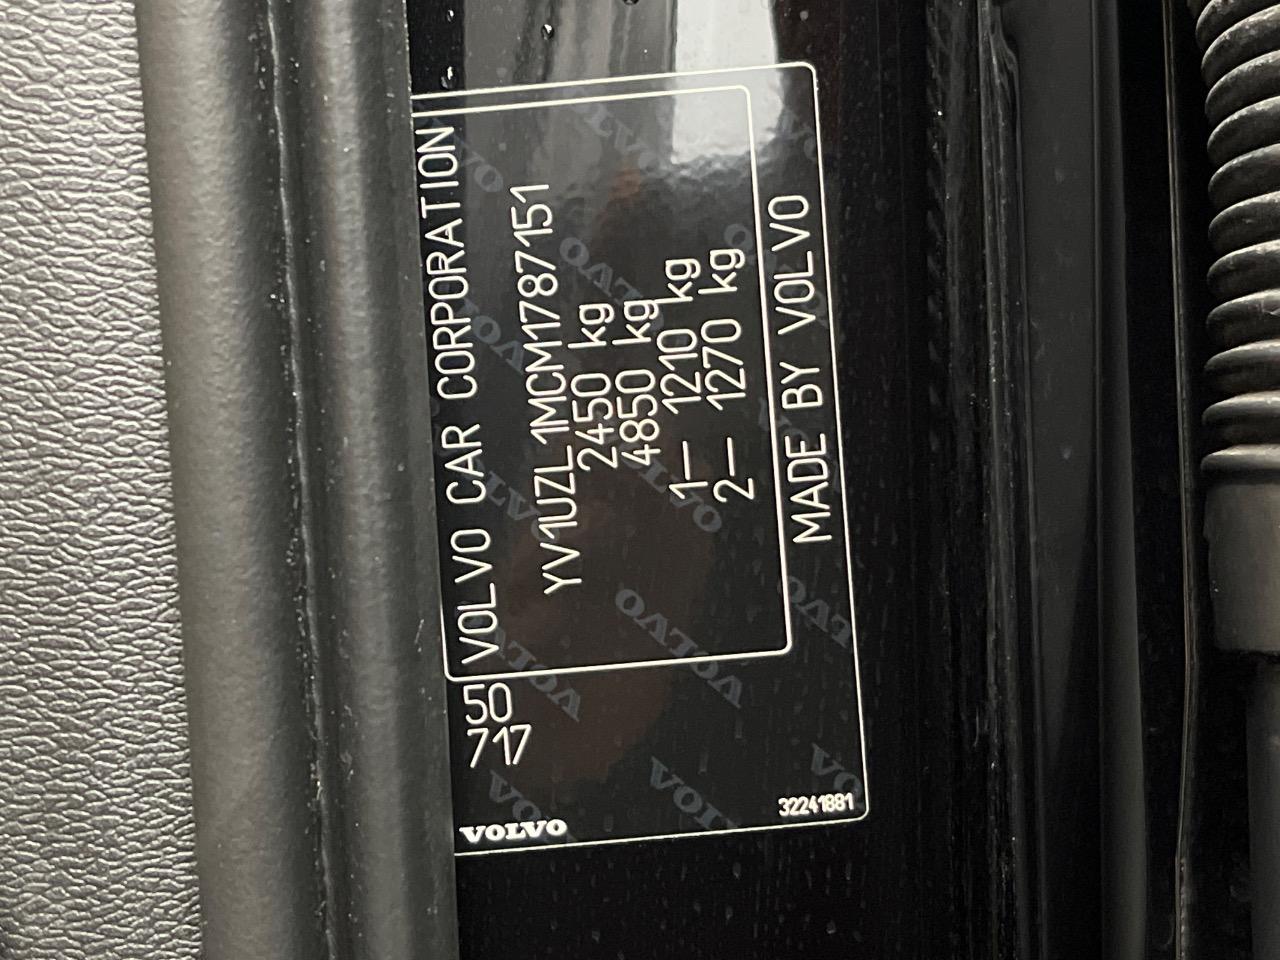 VOLVO CAR CORPORATION
YV1UZL1MCM1787151
2450 kg
4850 kg
1– 1210 kg
2– 1270 kg
MADE BY VOLVO
50
717
VOLVO
32241881